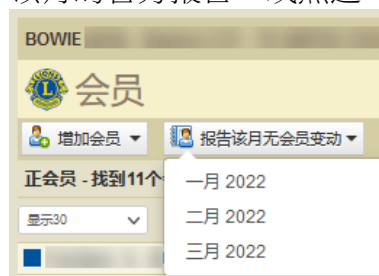 BOWIE
会员
增加会员 报告该月无会员变动
正会员 - 找到11个
一月 2022
显示30
二月 2022
三月 2022